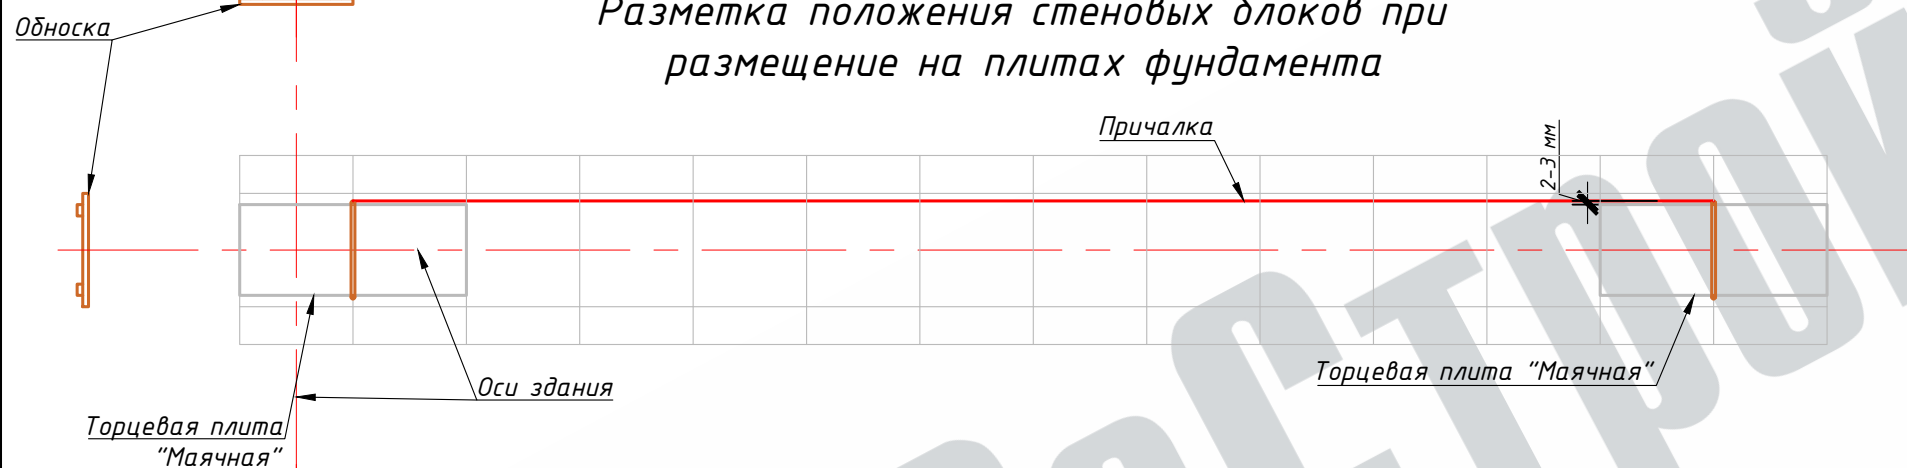 Обноска
Разметка положения стеновых блоков при
размещение на плитах фундамента
Причалка
2-3 мм
Оси здания
Торцевая плита "Маячная"
Торцевая плита
"Маячная"